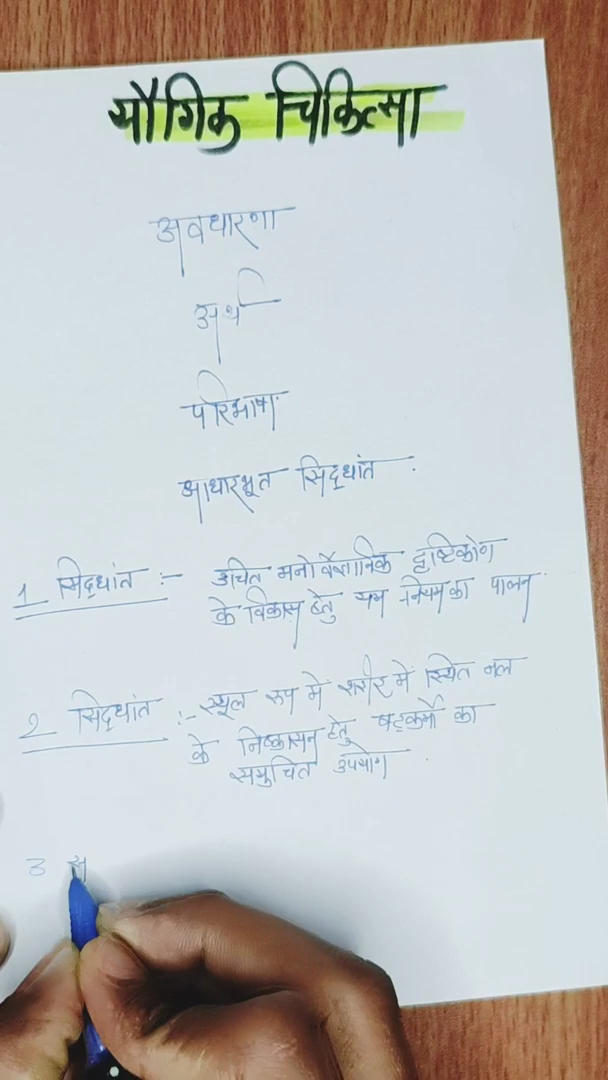 यौगिक चिकित्सा
अवधारणा
अर्थ
परिभाषा
आधारभूत सिद्धांत
1 सिद्धांत :- उचित मनोवैज्ञानिक दृष्टिकोण
के विकास हेतु यम नियम का पालन
2 सिद्धांत :- स्थूल रूप में शरीर में स्थित मल
के निष्कासन हेतु षट्कर्मो का
समुचित उपयोग
3